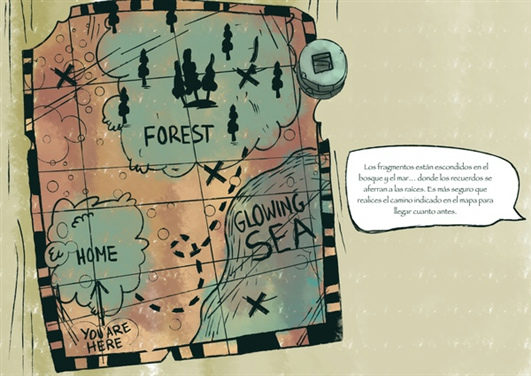 FOREST
Los fragmentos están escondidos en el
bosque y el mar... donde los recuerdos se
aferran a las raíces. Es más seguro que
realices el camino indicado en el mapa para
llegar cuanto antes.
GLOWING
SEA
HOME
YOU ARE
HERE